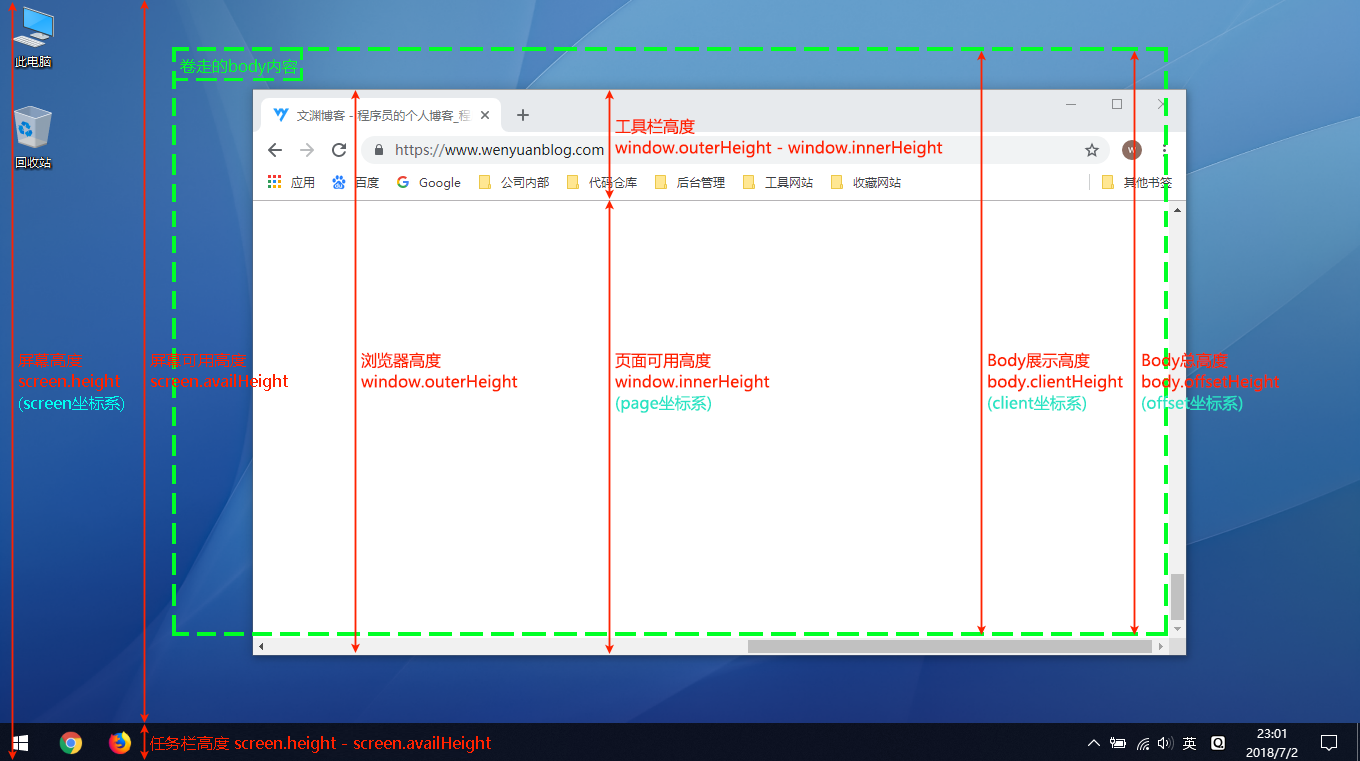 此电脑
回收站
卷走的body内容
文渊博客 - 程序员的个人博客_程
工具栏高度
window.outerHeight - window.innerHeight
https://www.wenyuanblog.com
W
应用
百度
Google
公司内部
代码仓库
后台管理
工具网站
收藏网站
其他书签
屏幕高度
screen.height
(screen坐标系)
屏幕可用高度
screen.availHeight
浏览器高度
window.outerHeight
页面可用高度
window.innerHeight
(page坐标系)
Body展示高度
body.clientHeight
(client坐标系)
Body总高度
body.offsetHeight
(offset坐标系)
任务栏高度 screen.height - screen.availHeight
英
23:01
2018/7/2